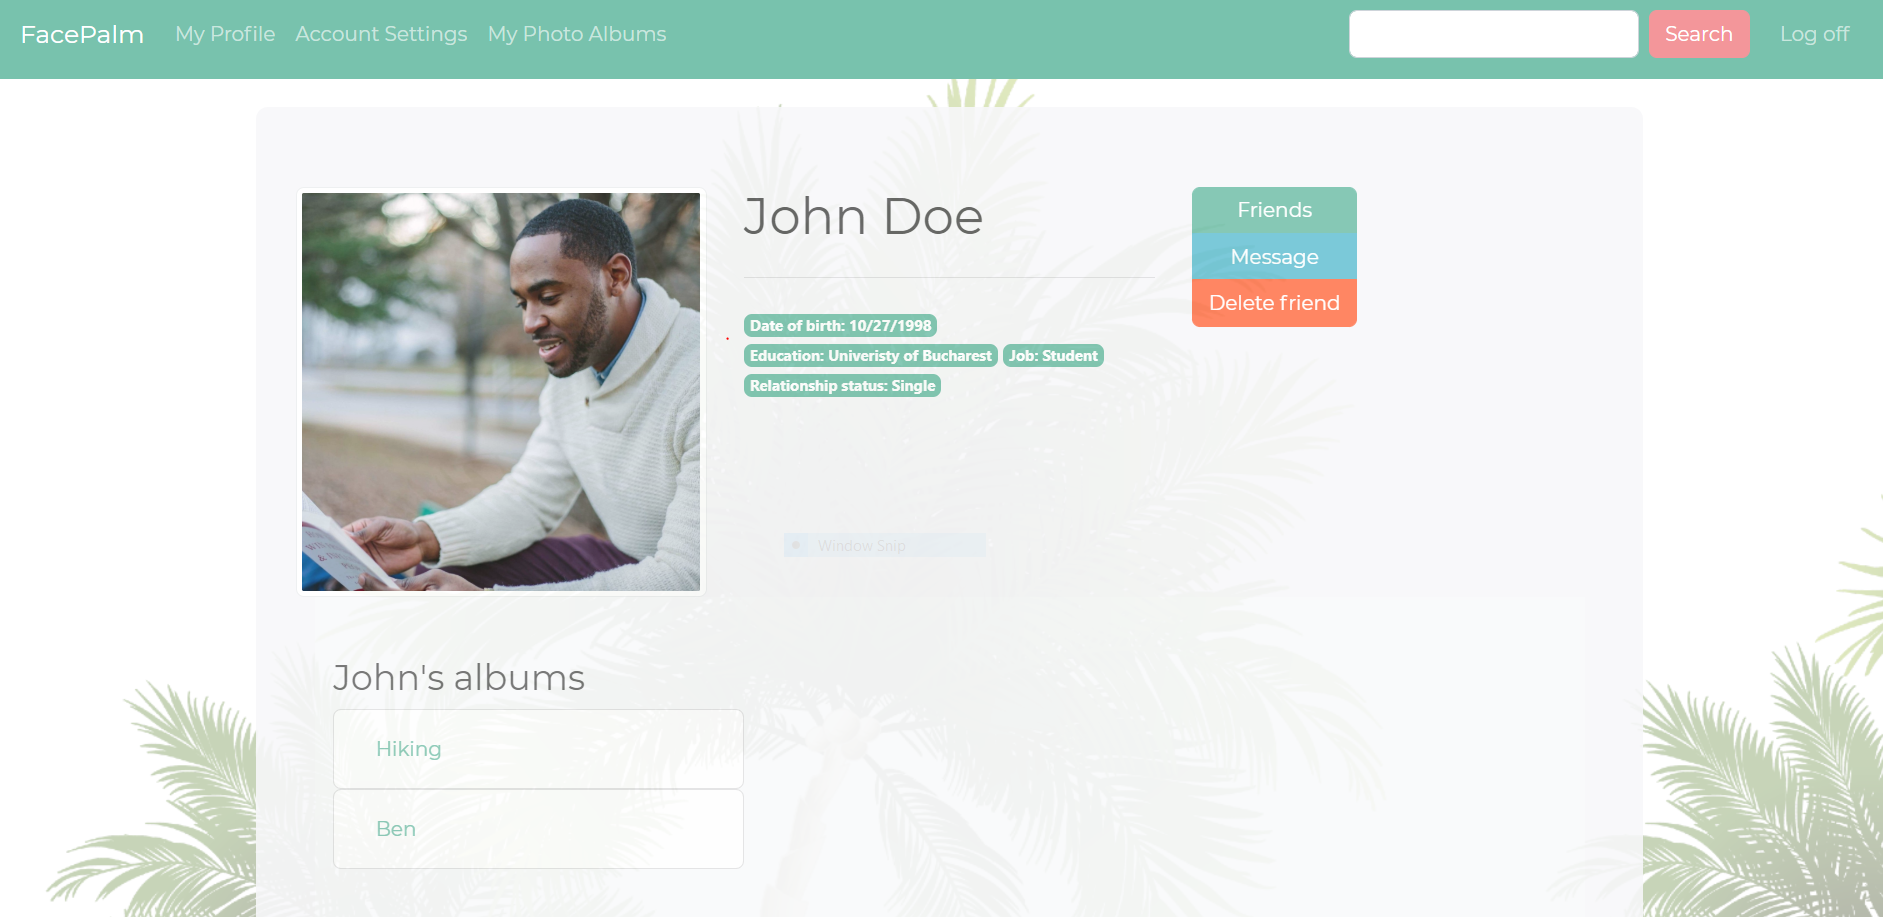 FacePalm My Profile Account Settings My Photo Albums Search Log off
John Doe
Friends
Message
Delete friend
Date of birth: 10/27/1998
Education: Univeristy of Bucharest Job: Student
Relationship status: Single
Window Snip
John's albums
Hiking
Ben